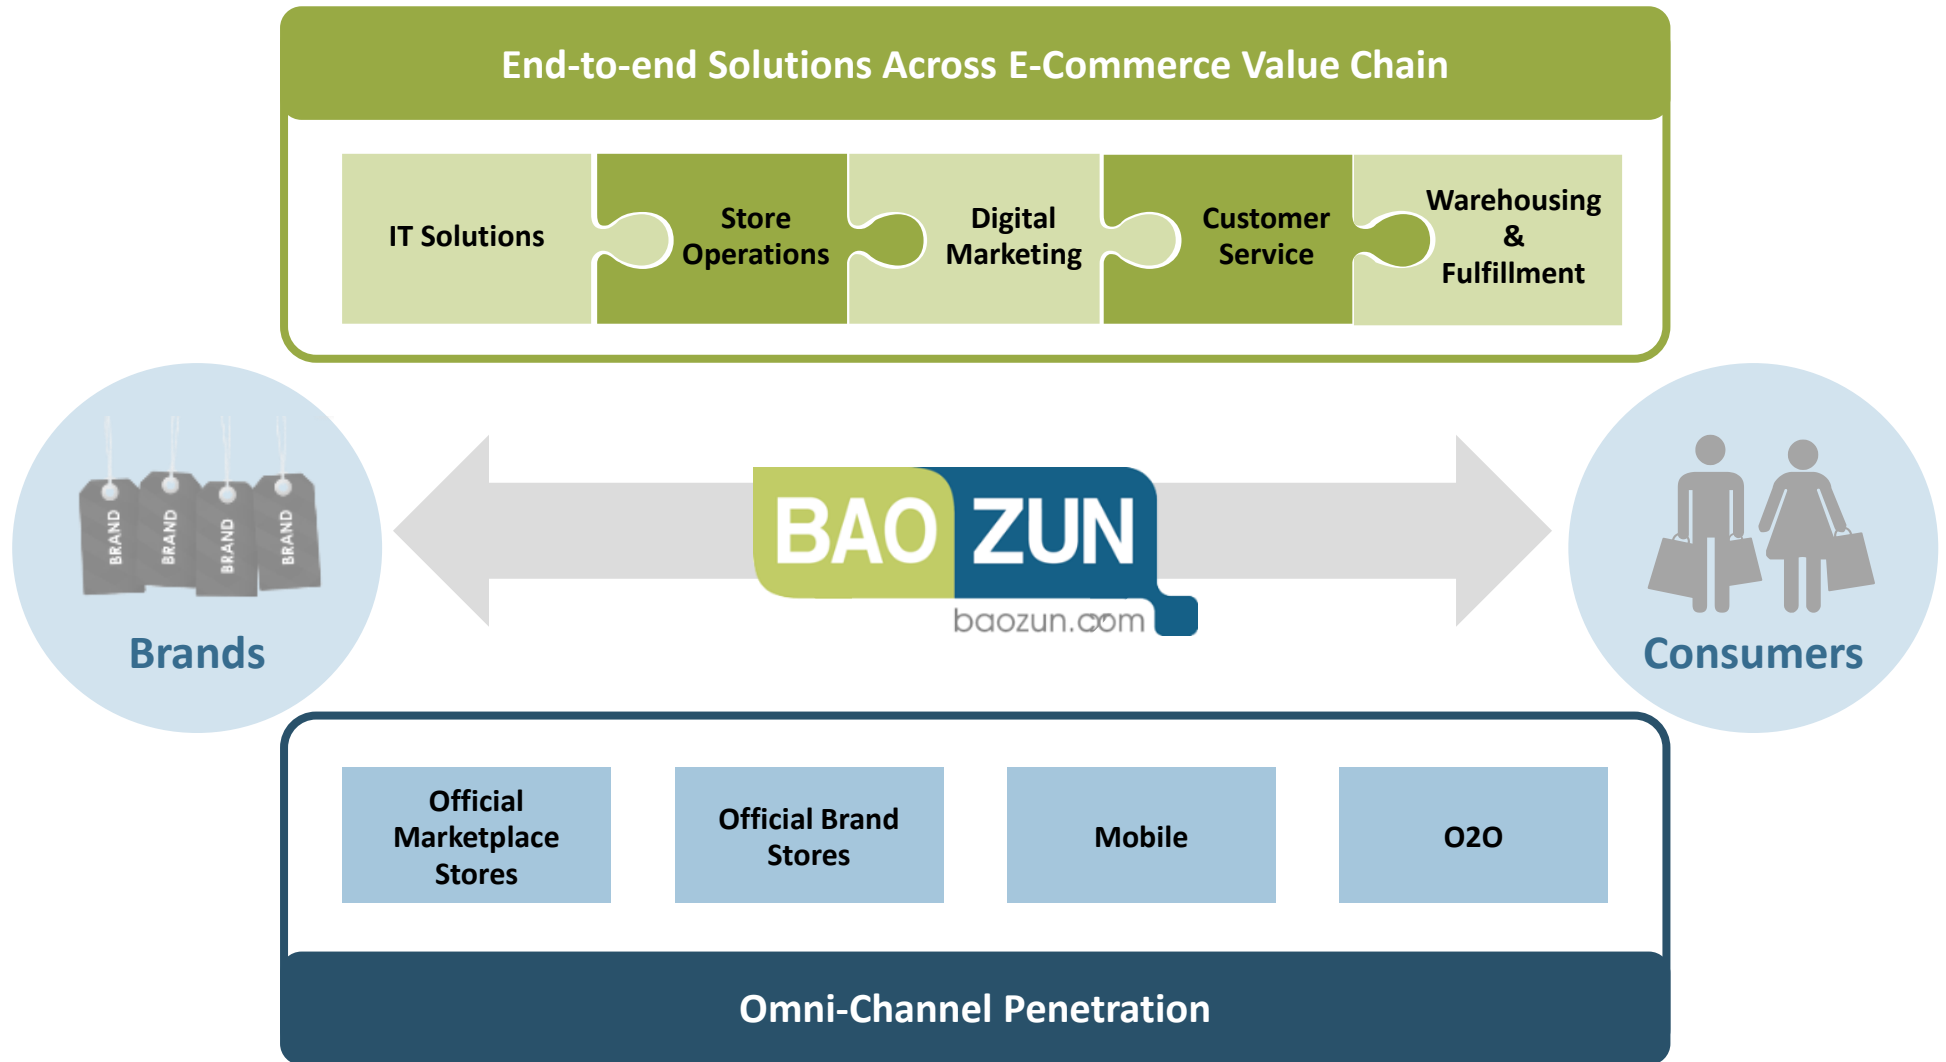 End-to-end Solutions Across E-Commerce Value Chain
IT Solutions
Store
Operations
Digital
Marketing
Customer
Service
Warehousing
&
Fulfillment
BRAND
BRAND
BRAND
BRAND
Brands
BAO ZUN
baozun.com
Consumers
Official
Marketplace
Stores
Official Brand
Stores
Mobile
O2O
Omni-Channel Penetration